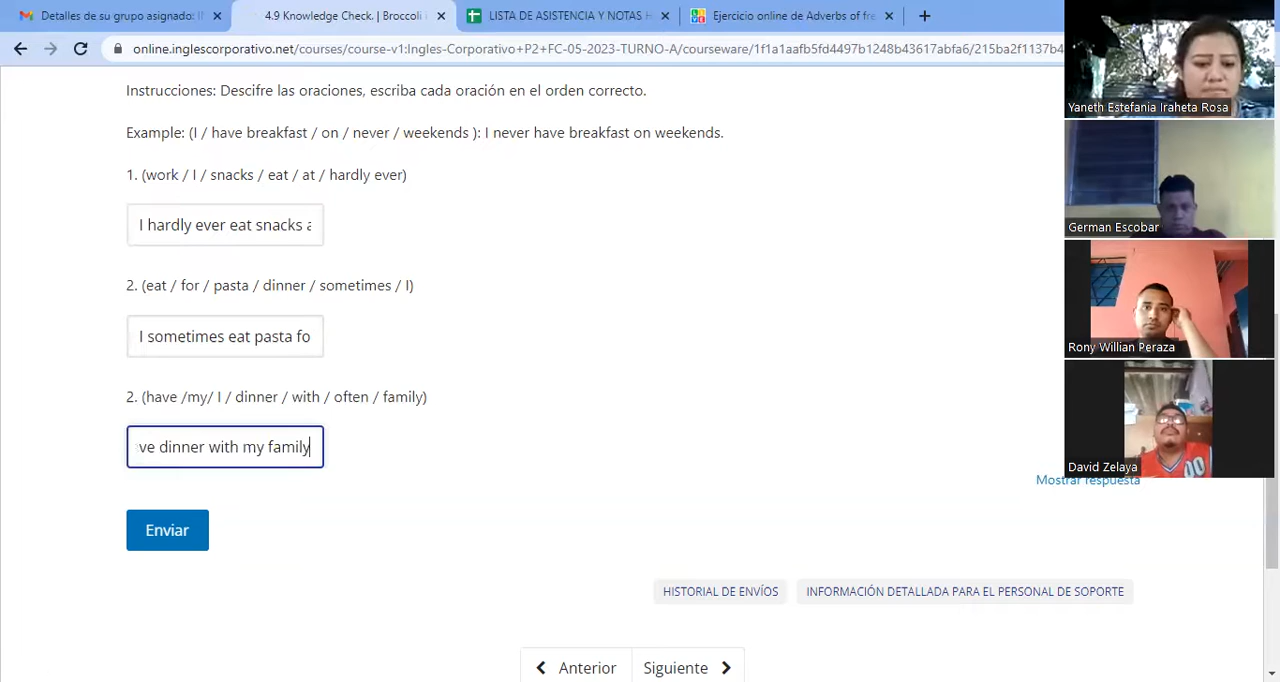 Detalles de su grupo asignado: I
4.9 Knowledge Check. | Broccoli i
LISTA DE ASISTENCIA Y NOTAS H
Ejercicio online de Adverbs of fre
online.inglescorporativo.net/courses/course-v1:Ingles-Corporativo+P2+FC-05-2023-TURNO-A/courseware/1f1a1aafb5fd4497b1248b43617abfa6/215ba2f1137b4
Instrucciones: Descifre las oraciones, escriba cada oración en el orden correcto.
Example: (I / have breakfast / on / never / weekends ): I never have breakfast on weekends.
1. (work / I / snacks / eat / at / hardly ever)
I hardly ever eat snacks a
2. (eat / for / pasta / dinner / sometimes / I)
I sometimes eat pasta fo
2. (have /my/ I / dinner / with / often / family)
ve dinner with my family
Mostrar respuesta
Enviar
HISTORIAL DE ENVÍOS
INFORMACIÓN DETALLADA PARA EL PERSONAL DE SOPORTE
Anterior
Siguiente
Yaneth Estefania Iraheta Rosa
German Escobar
Rony Willian Peraza
David Zelaya